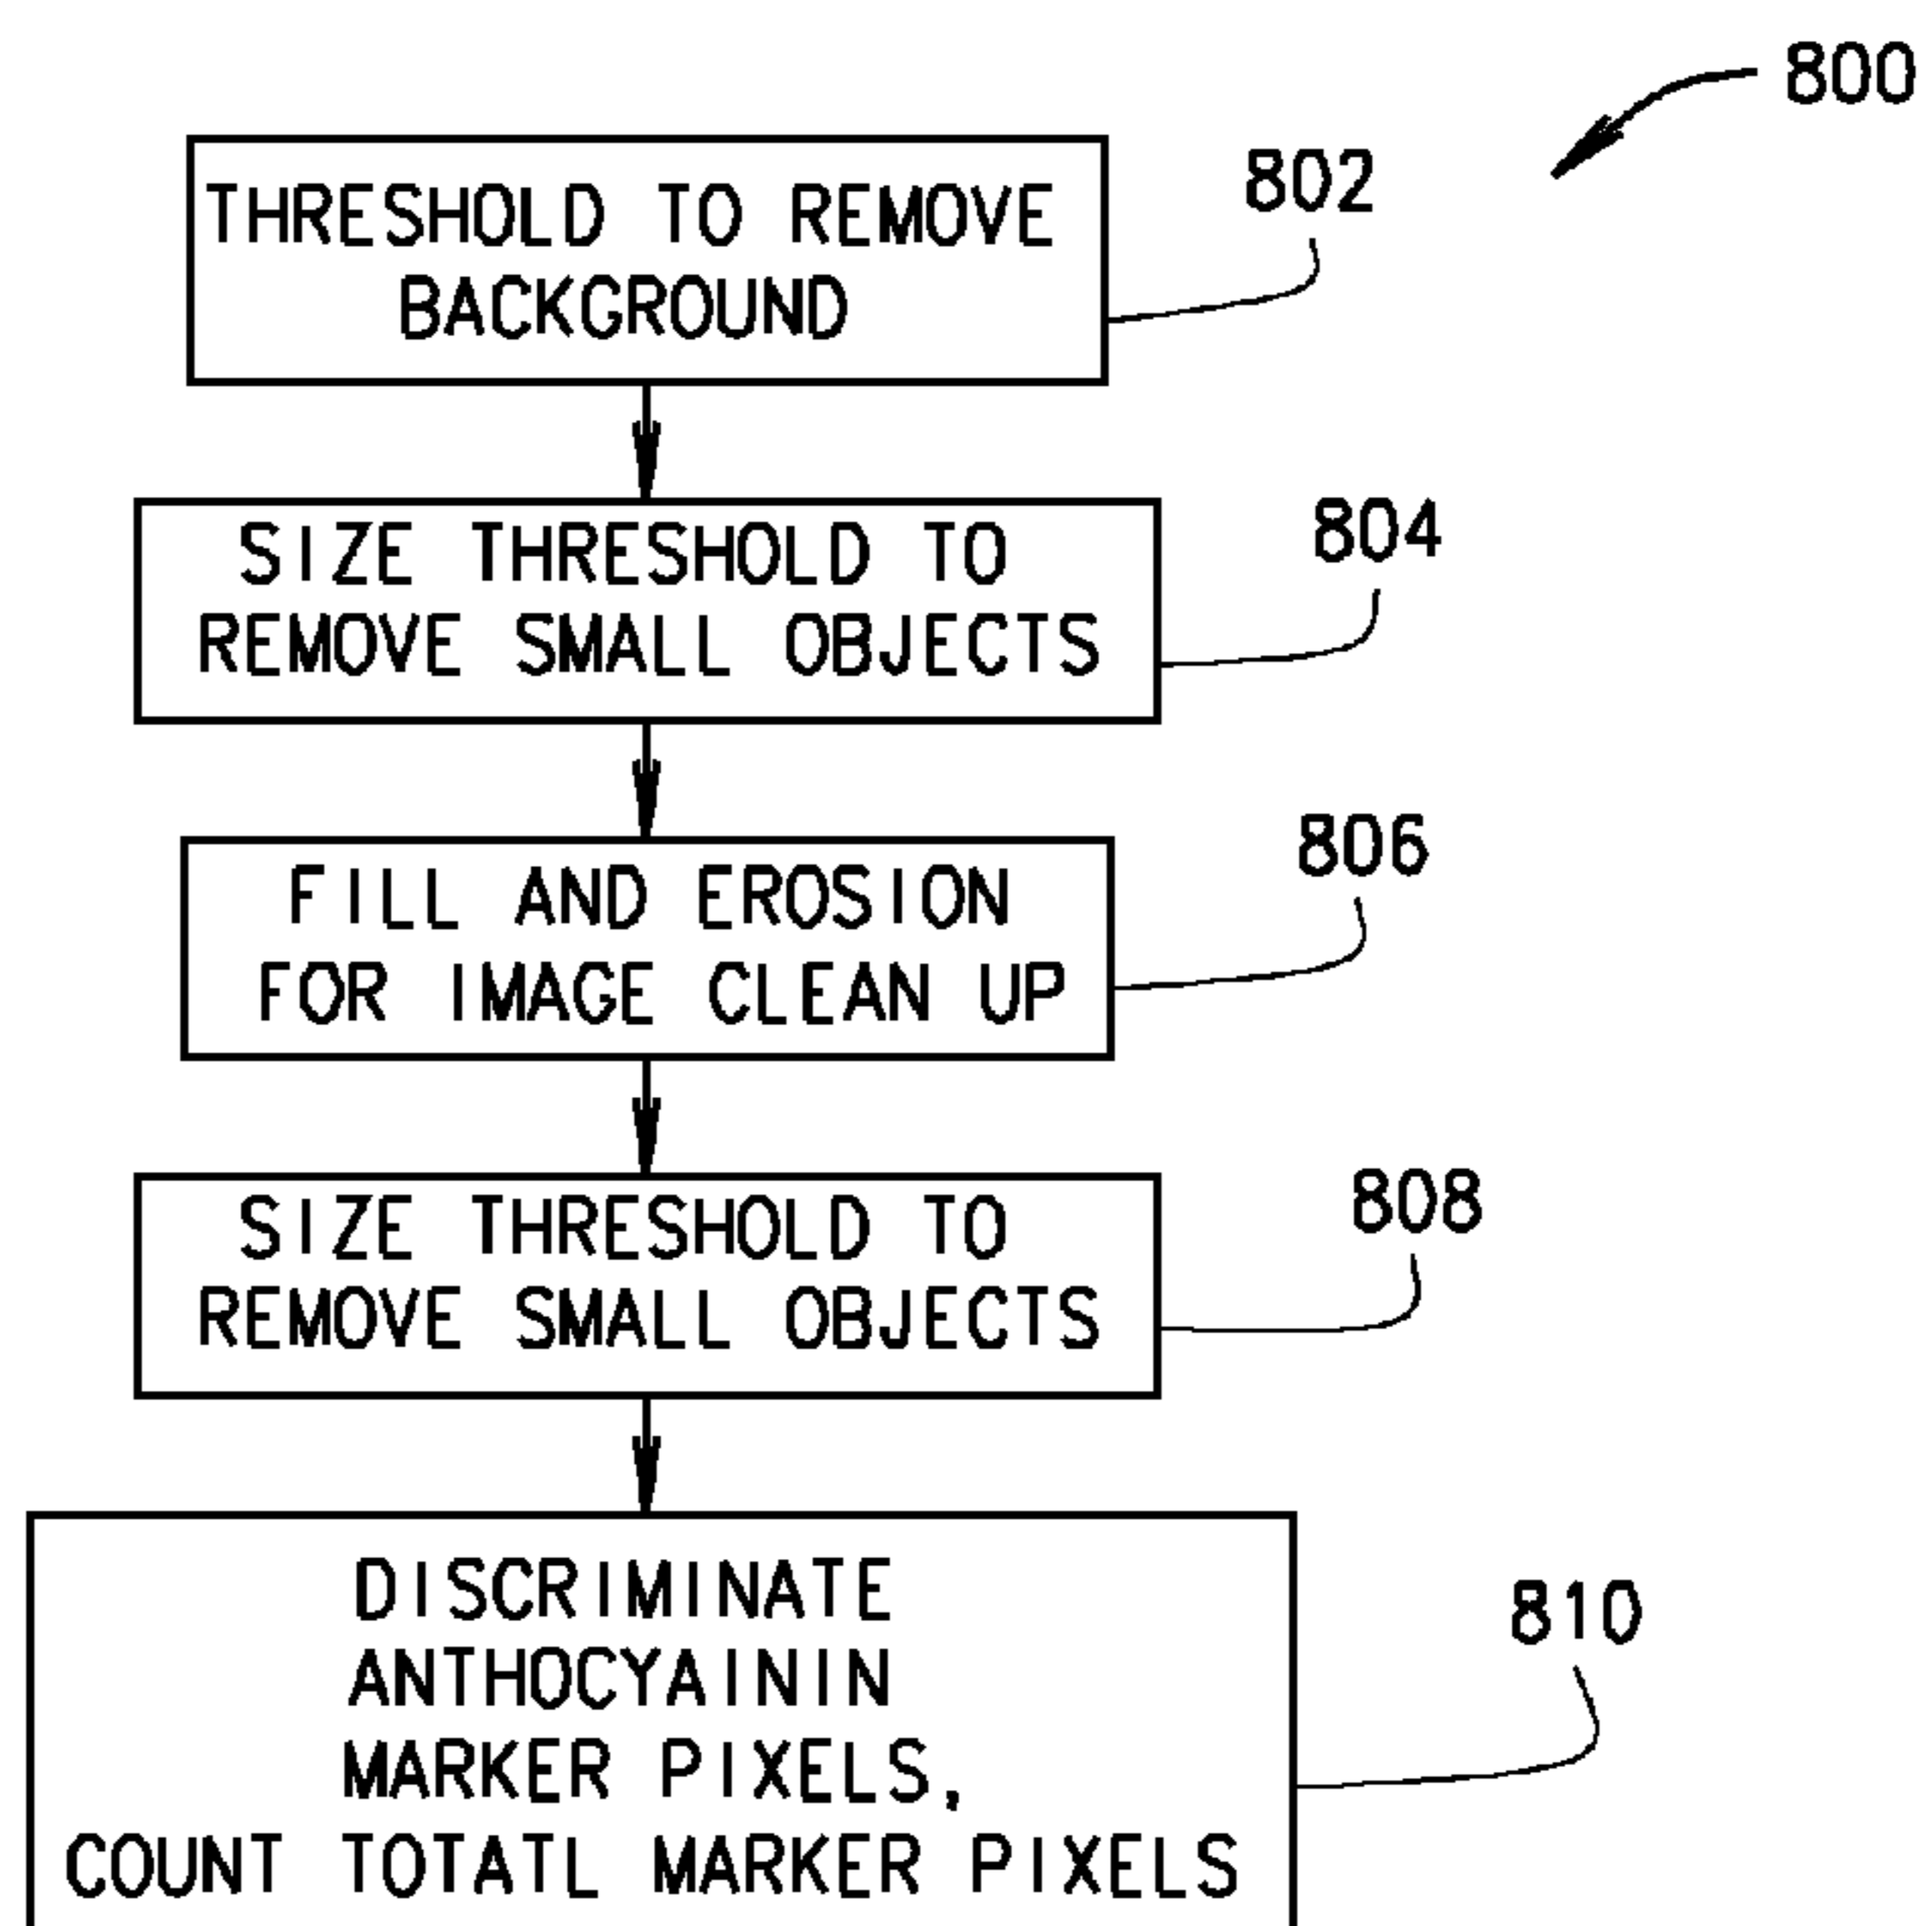 800
THRESHOLD TO REMOVE
BACKGROUND
802
SIZE THRESHOLD TO
REMOVE SMALL OBJECTS
804
FILL AND EROSION
FOR IMAGE CLEAN UP
806
SIZE THRESHOLD TO
REMOVE SMALL OBJECTS
808
DISCRIMINATE
ANTHOCYAININ
MARKER PIXELS,
COUNT TOTATL MARKER PIXELS
810